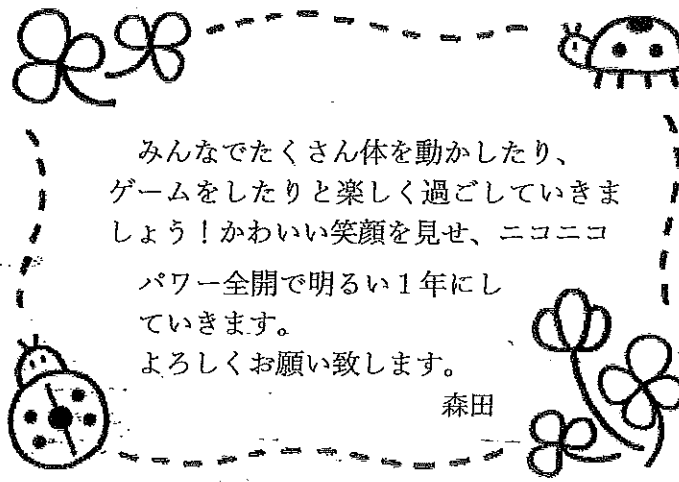 みんなでたくさん体を動かしたり、
ゲームをしたりと楽しく過ごしていきま
しょう！かわいい笑顔を見せ、ニコニコ
パワー全開で明るい１年にし
ていきます。
よろしくお願い致します。
森田